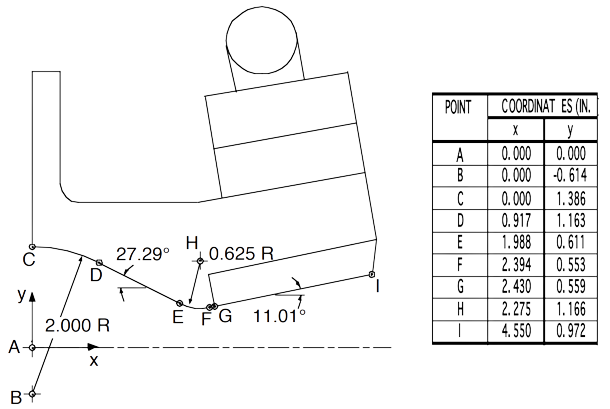 POINT COORDINAT ES (IN.
x y
A 0.000 0.000
B 0.000 -0.614
C 0.000 1.386
D 0.917 1.163
E 1.988 0.611
F 2.394 0.553
G 2.430 0.559
H 2.275 1.166
I 4.550 0.972
H
27.29°
0.625 R
C
D
I
y
E
F
G
11.01°
2.000 R
A
x
B